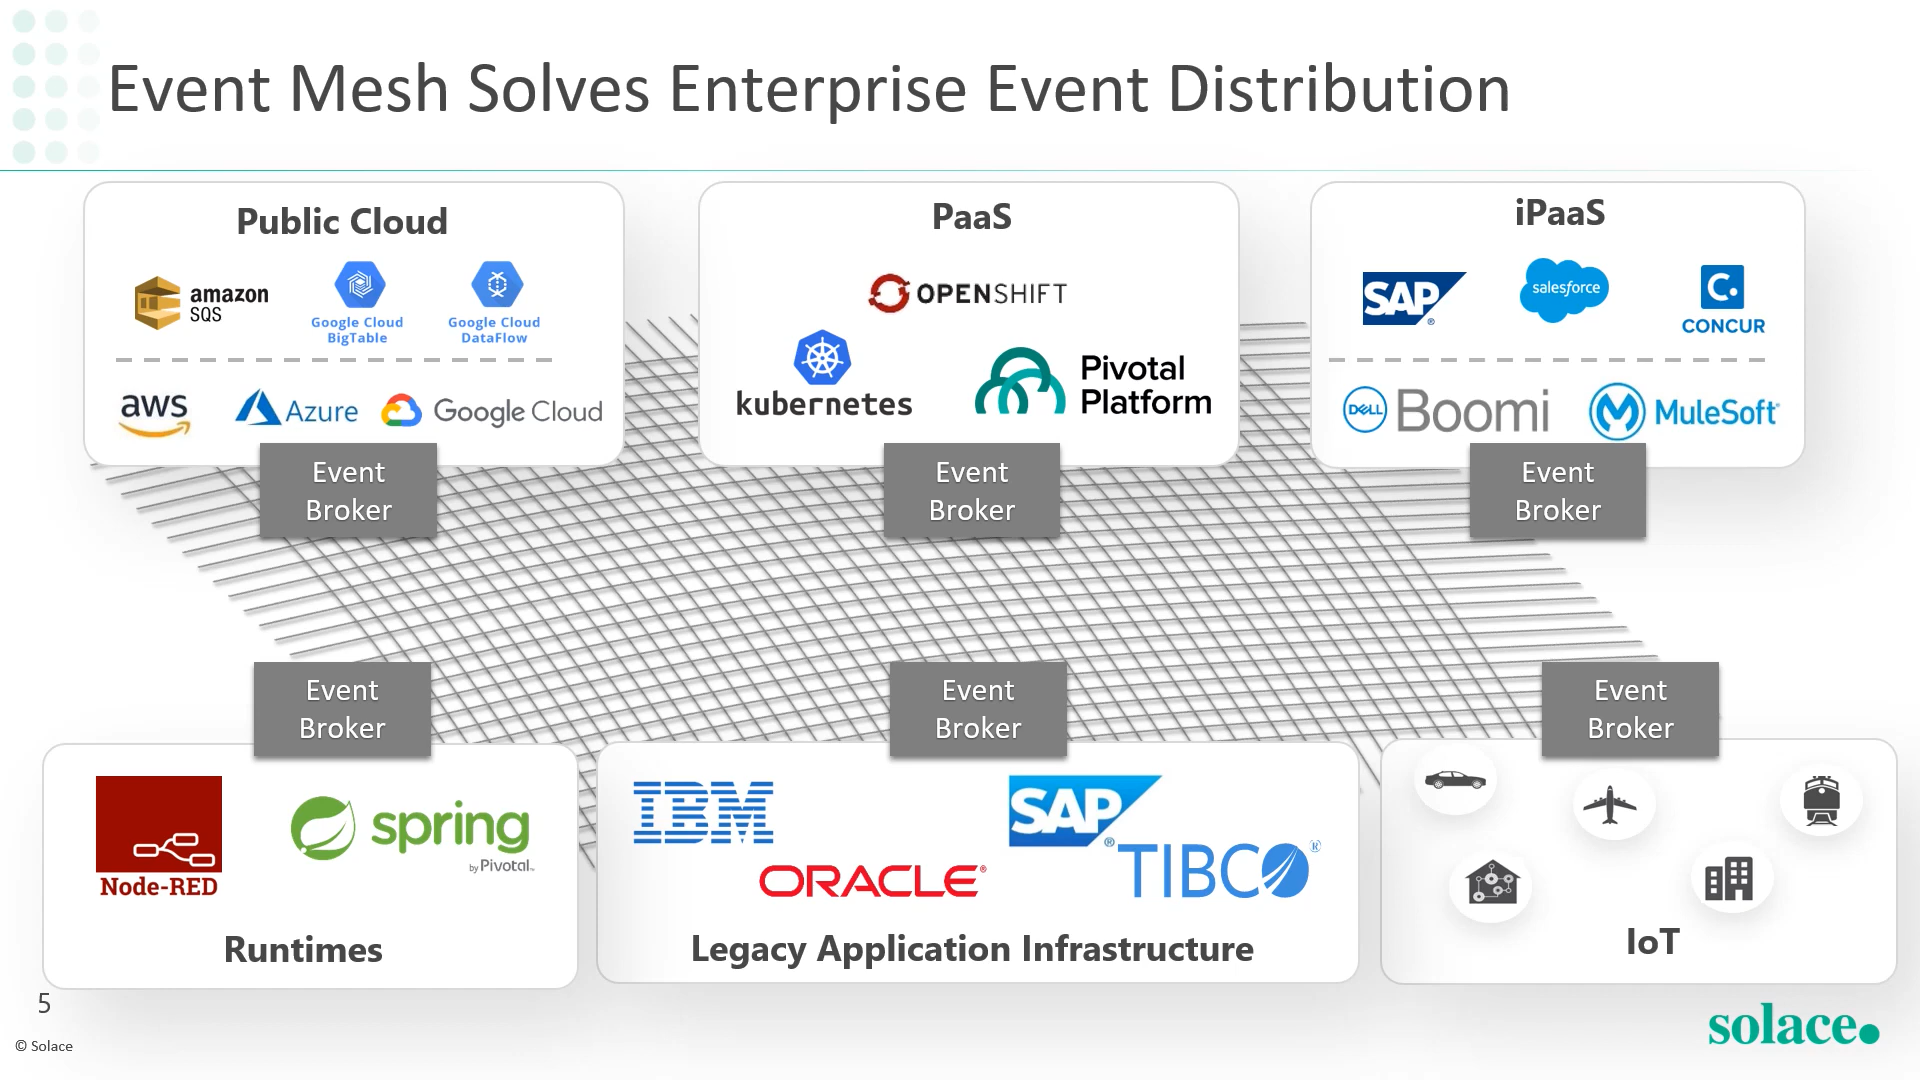 Event Mesh Solves Enterprise Event Distribution
Public Cloud
amazon
SQS
Google Cloud
BigTable
Google Cloud
DataFlow
aws
Azure
Google Cloud
Event
Broker
PaaS
OPENSHIFT
kubernetes
Pivotal
Platform
Event
Broker
iPaaS
SAP®
salesforce
C.
CONCUR
DELL
Boomi
MuleSoft®
Event
Broker
Event
Broker
Node-RED
spring
by Pivotal™
Runtimes
Event
Broker
IBM
ORACLE®
SAP®
TIBCO®
Legacy Application Infrastructure
Event
Broker
IoT
5
© Solace
solace.